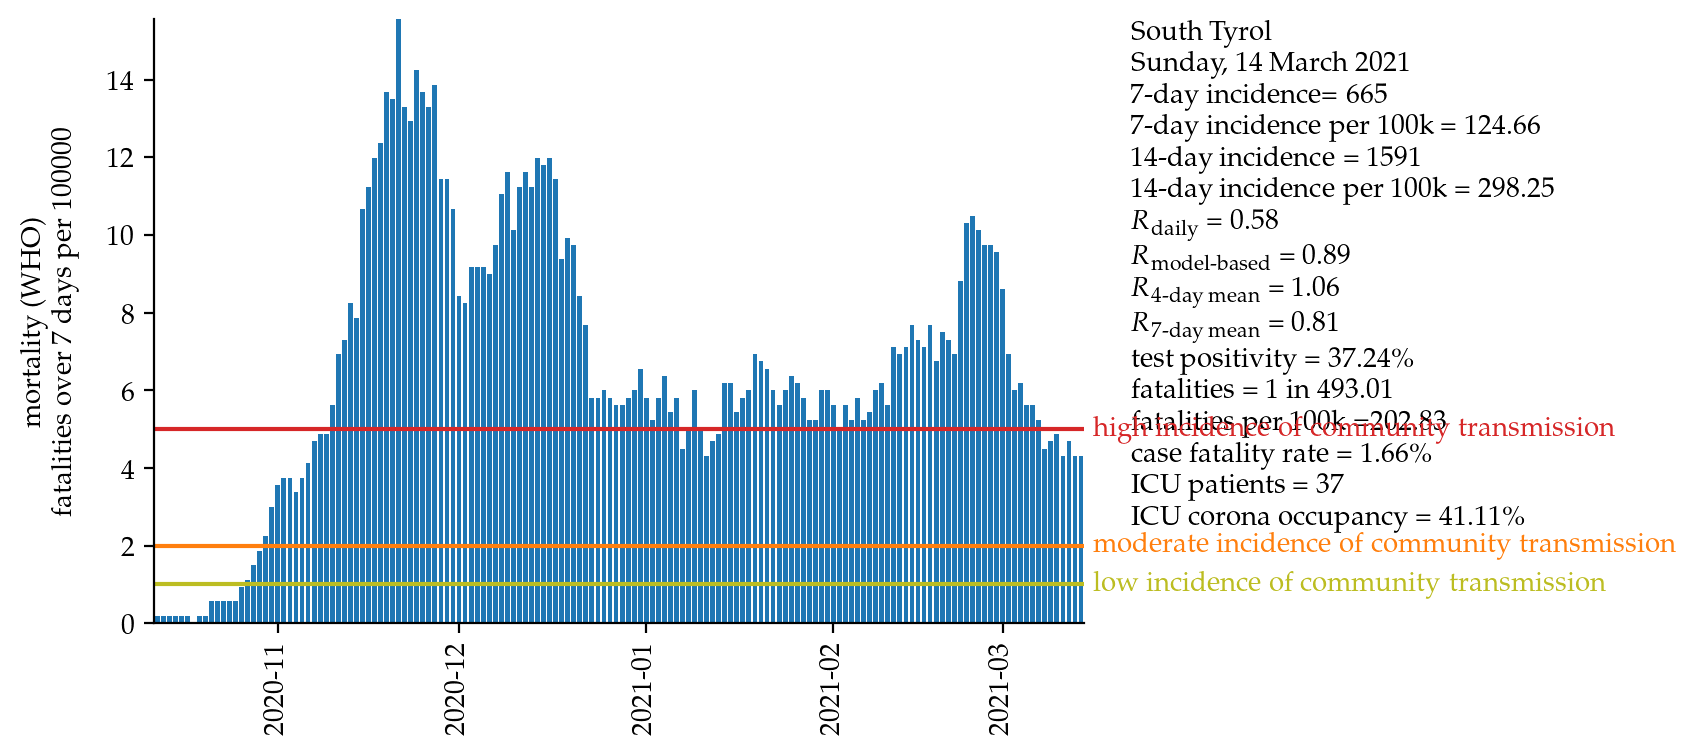 mortality (WHO)
fatalities over 7 days per 100000
14
12
10
8
6
4
2
0
2020-11
2020-12
2021-01
2021-02
2021-03
South Tyrol
Sunday, 14 March 2021
7-day incidence= 665
7-day incidence per 100k = 124.66
14-day incidence = 1591
14-day incidence per 100k = 298.25
R daily = 0.58
R model-based = 0.89
R 4-day mean = 1.06
R 7-day mean = 0.81
test positivity = 37.24%
fatalities = 1 in 493.01
fatalities per 100k =202.83
high incidence of community transmission
case fatality rate = 1.66%
ICU patients = 37
ICU corona occupancy = 41.11%
moderate incidence of community transmission
low incidence of community transmission